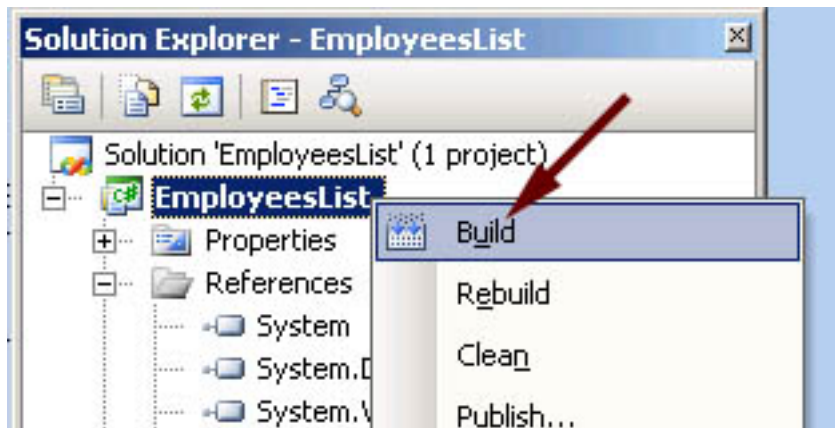 Solution Explorer - EmployeesList
Solution 'EmployeesList' (1 project)
C# EmployeesList
Properties
References
System
Build
Rebuild
Clean
Publish...